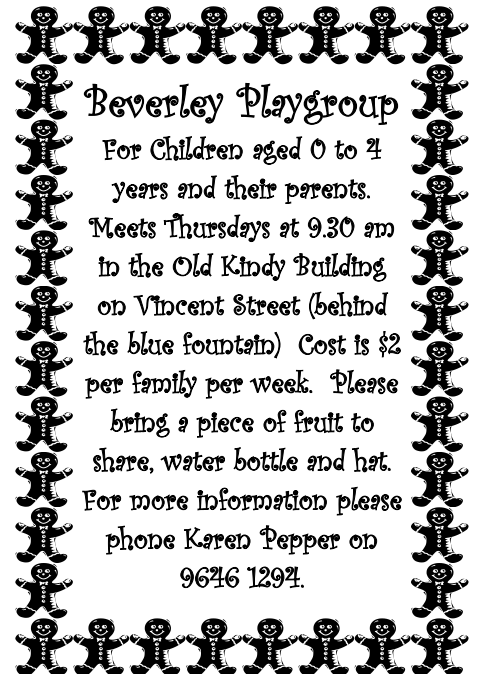 Beverley Playgroup
For Children aged 0 to 4
years and their parents.
Meets Thursdays at 9.30 am
in the Old Kindy Building
on Vincent Street (behind
the blue fountain)  Cost is $2
per family per week.  Please
bring a piece of fruit to
share, water bottle and hat.
For more information please
phone Karen Pepper on
9646 1294.